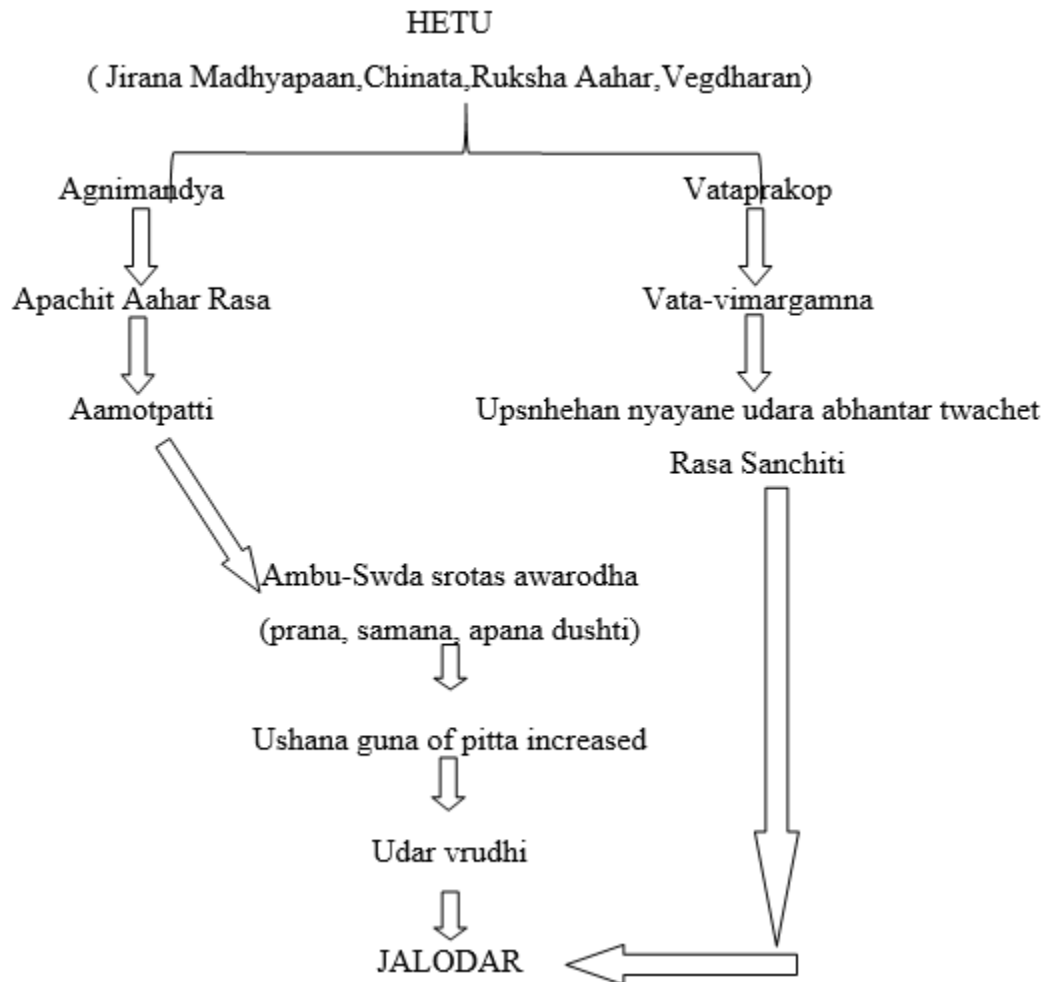 HETU
( Jirana Madhyapaan,Chinata,Ruksha Aahar,Vegdharan)
Agnimandya
Vataprakop
Apachit Aahar Rasa
Vata-vimargamna
Aamotpatti
Upsnhehan nyayane udara abhantar twachet
Rasa Sanchiti
Ambu-Swda srotas awarodha
(prana, samana, apana dushti)
Ushana guna of pitta increased
Udar vrudhi
JALODAR